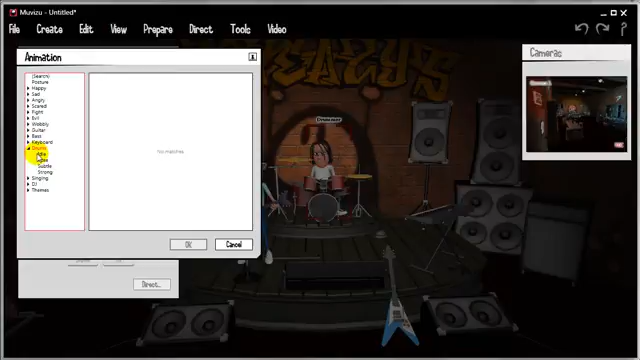 Muvizu - Untitled*
File Create Edit View Prepare Direct Tools Video
Animation
Cameras
(Search)
Posture
Happy
Sad
Angry
Scared
Fight
Evil
Wobbly
Guitar
Bass
Keyboard
Drums
Idle
Subtle
Strong
Singing
DJ
Themes
No matches
OK
Cancel
Direct...